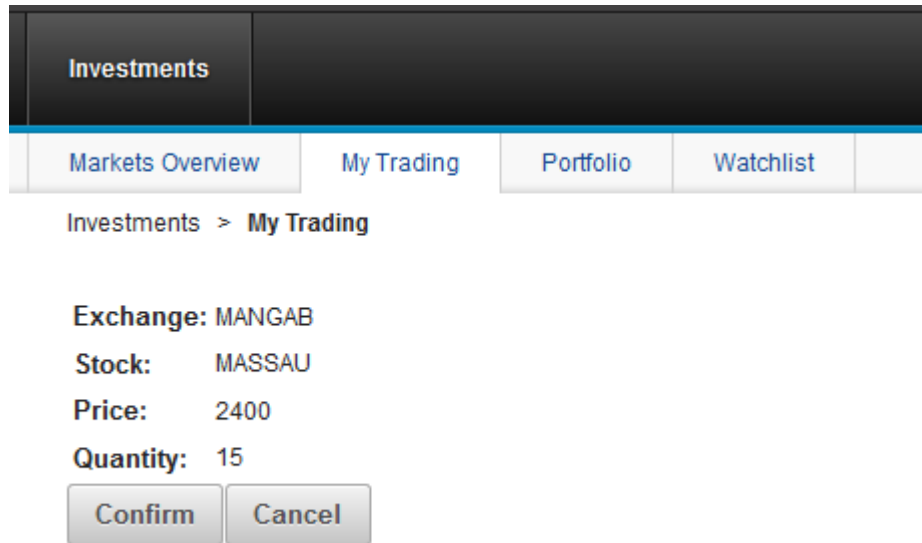 Investments
Markets Overview My Trading Portfolio Watchlist
Investments > My Trading
Exchange: MANGAB
Stock: MASSAU
Price: 2400
Quantity: 15
Confirm Cancel